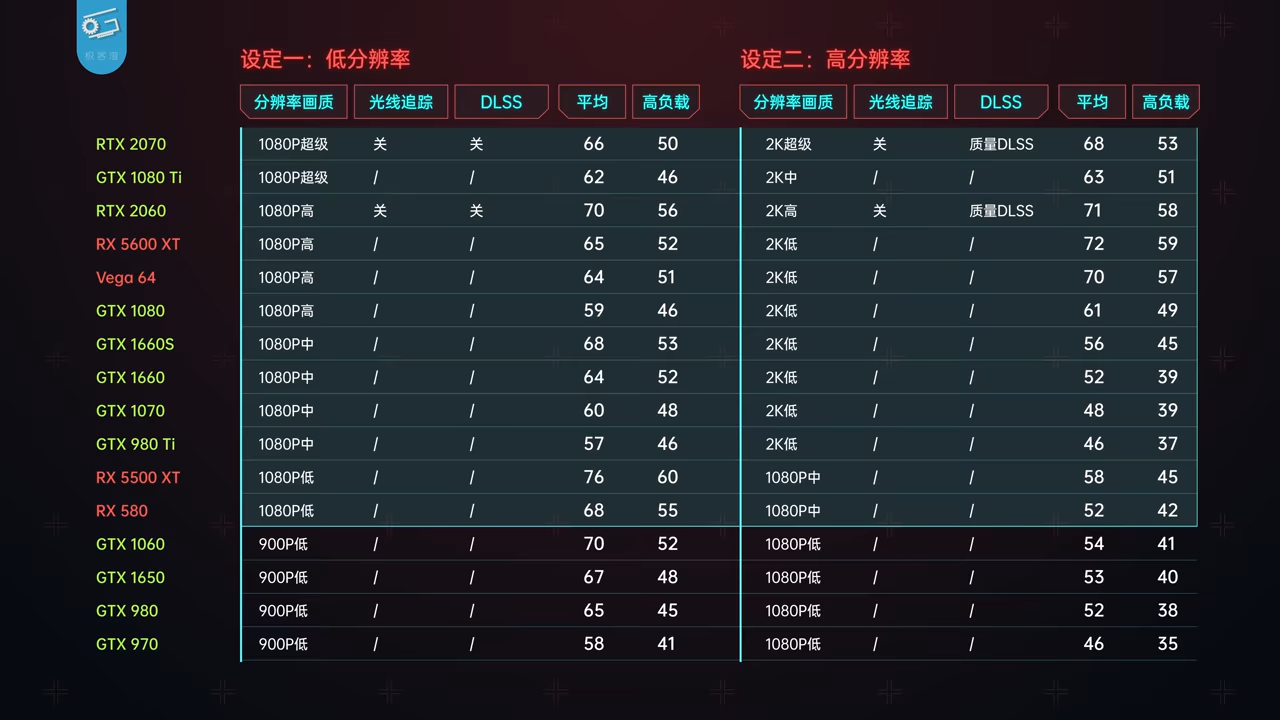 极客湾
设定一：低分辨率 设定二：高分辨率
分辨率画质 光线追踪 DLSS 平均 高负载 分辨率画质 光线追踪 DLSS 平均 高负载
RTX 2070 1080P超级 关 关 66 50 2K超级 关 质量DLSS 68 53
GTX 1080 Ti 1080P超级 / / 62 46 2K中 / / 63 51
RTX 2060 1080P高 关 关 70 56 2K高 关 质量DLSS 71 58
RX 5600 XT 1080P高 / / 65 52 2K低 / / 72 59
Vega 64 1080P高 / / 64 51 2K低 / / 70 57
GTX 1080 1080P高 / / 59 46 2K低 / / 61 49
GTX 1660S 1080P中 / / 68 53 2K低 / / 56 45
GTX 1660 1080P中 / / 64 52 2K低 / / 52 39
GTX 1070 1080P中 / / 60 48 2K低 / / 48 39
GTX 980 Ti 1080P中 / / 57 46 2K低 / / 46 37
RX 5500 XT 1080P低 / / 76 60 1080P中 / / 58 45
RX 580 1080P低 / / 68 55 1080P中 / / 52 42
GTX 1060 900P低 / / 70 52 1080P低 / / 54 41
GTX 1650 900P低 / / 67 48 1080P低 / / 53 40
GTX 980 900P低 / / 65 45 1080P低 / / 52 38
GTX 970 900P低 / / 58 41 1080P低 / / 46 35